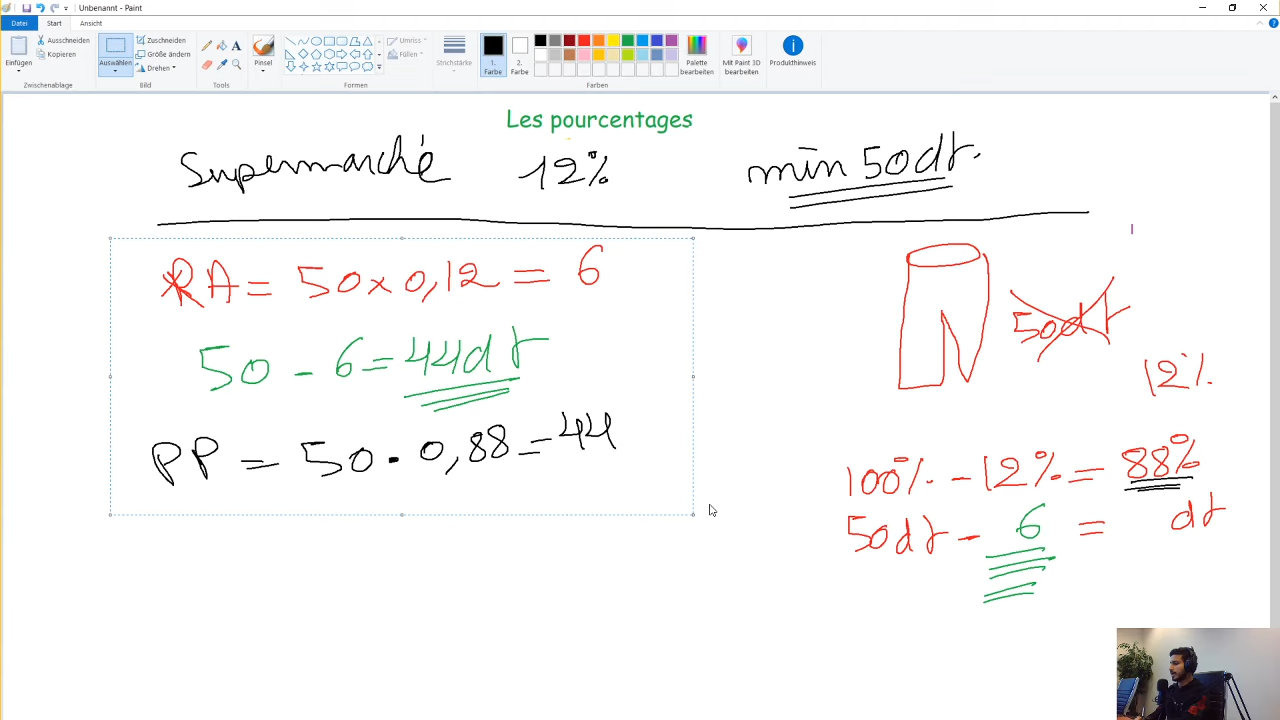 Unbenannt - Paint
Datei Start Ansicht
Einfügen
Ausschneiden
Kopieren
Zwischenablage
Auswählen
Zuschneiden
Größe ändern
Drehen
Bild
A
Tools
Pinsel
Umriss
Füllen
Formen
Strichstärke
1. Farbe
2. Farbe
Palette bearbeiten
Mit Paint 3D bearbeiten
Produkthinweis
Farben
Les pourcentages
Supermarché 12% min 50dt.
RA = 50 x 0,12 = 6
50 - 6 = 44dt
PP = 50 . 0,88 = 44
50dt
12%
100% - 12% = 88%
50dt - 6 = dt